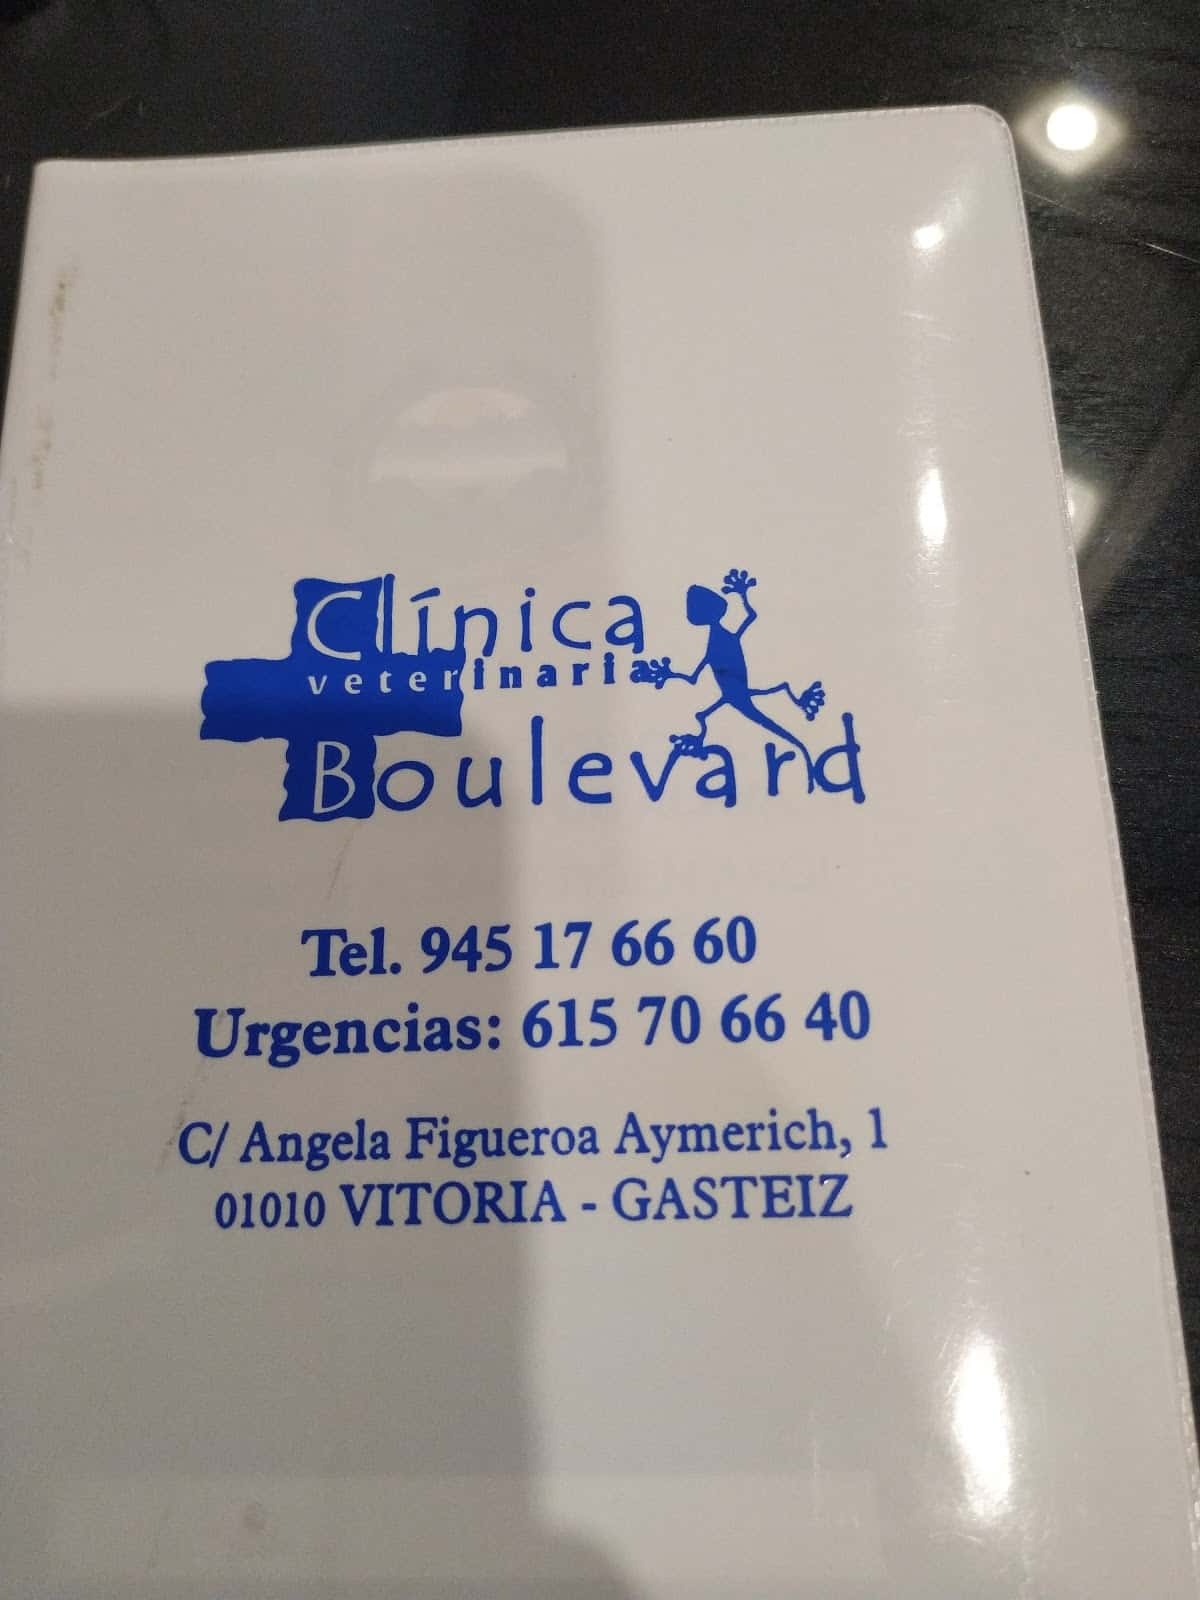 Clínica
veterinaria
Boulevard
Tel. 945 17 66 60
Urgencias: 615 70 66 40
C/ Angela Figueroa Aymerich, 1
01010 VITORIA - GASTEIZ